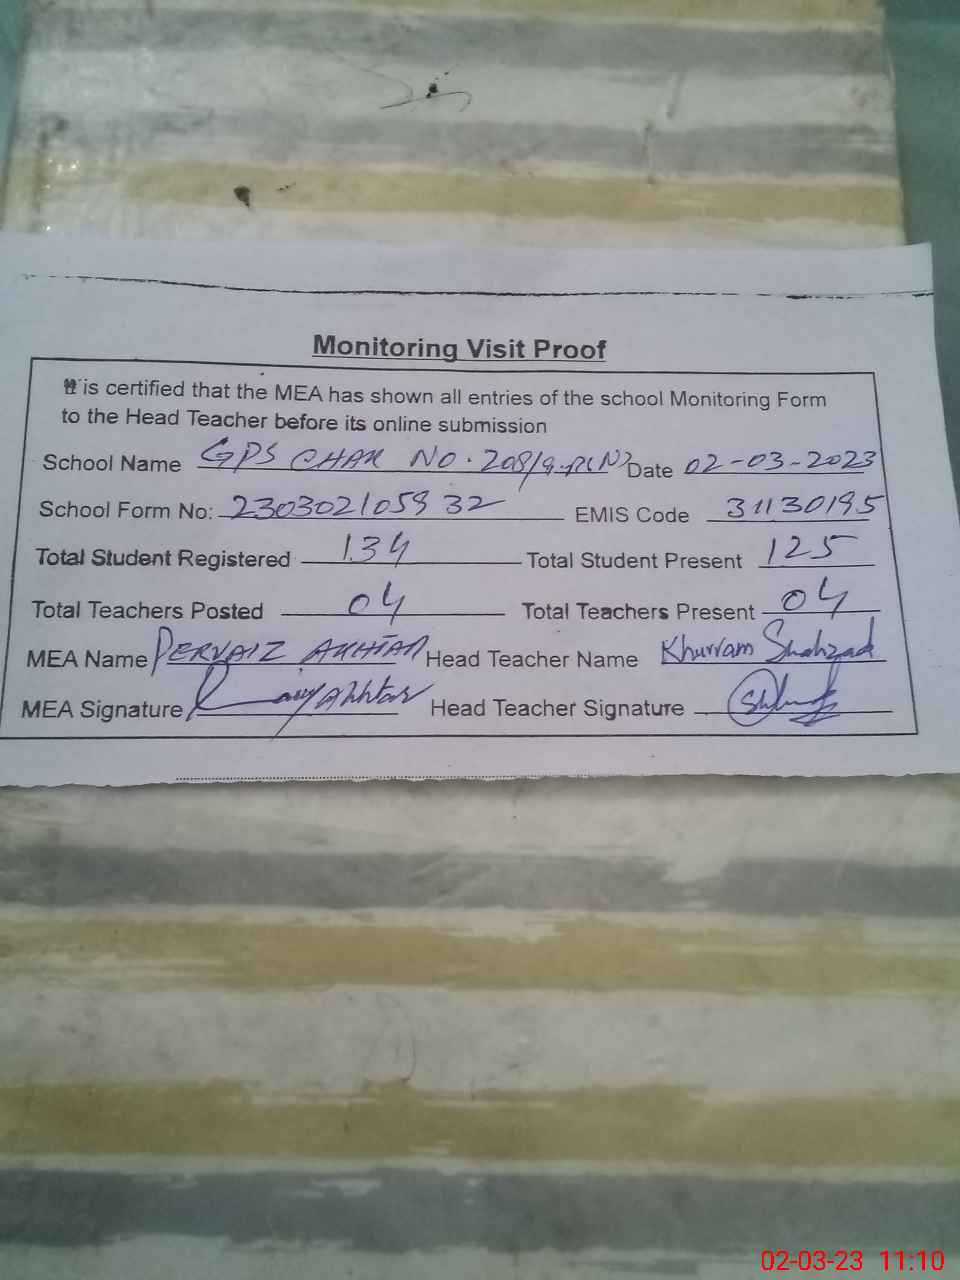 Monitoring Visit Proof
It is certified that the MEA has shown all entries of the school Monitoring Form
to the Head Teacher before its online submission
School Name GPS CHAK NO. 208/9-R(N) Date 02-03-2023
School Form No: 230302105932 EMIS Code 31130195
Total Student Registered 134 Total Student Present 125
Total Teachers Posted 04 Total Teachers Present 04
MEA Name PERVAIZ AKHTAR Head Teacher Name Khurram Shahzad
MEA Signature Akhtar Head Teacher Signature
02-03-23 11:10